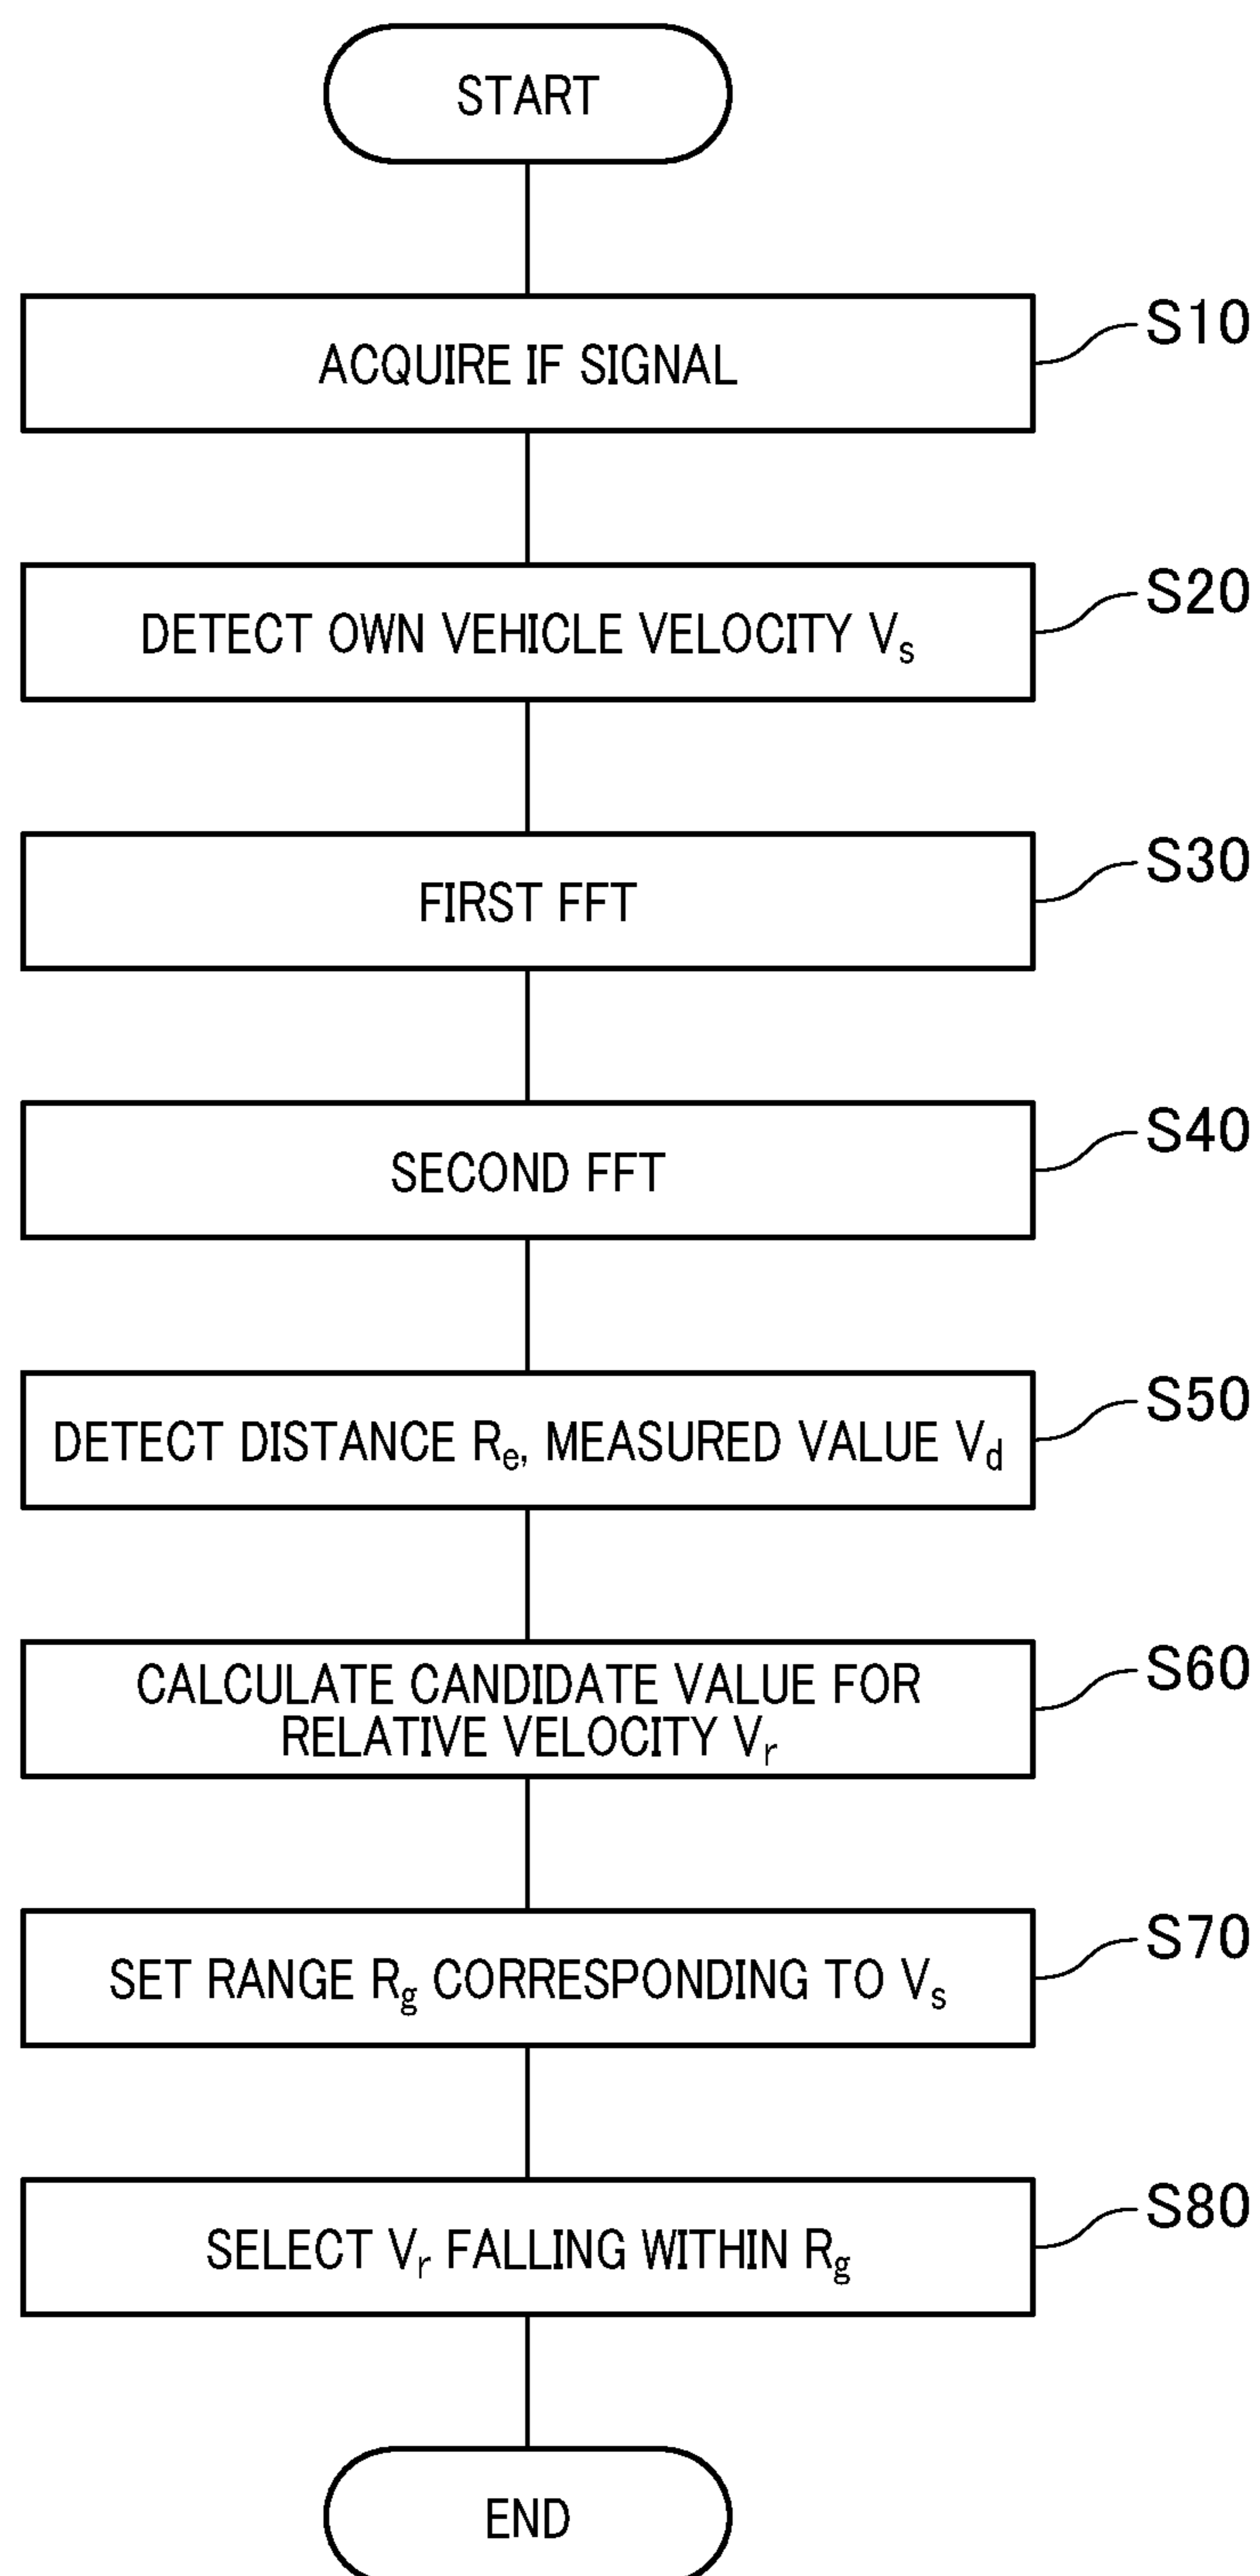 START
ACQUIRE IF SIGNAL
S10
DETECT OWN VEHICLE VELOCITY Vs
S20
FIRST FFT
S30
SECOND FFT
S40
DETECT DISTANCE Re, MEASURED VALUE Vd
S50
CALCULATE CANDIDATE VALUE FOR
RELATIVE VELOCITY Vr
S60
SET RANGE Rg CORRESPONDING TO Vs
S70
SELECT Vr FALLING WITHIN Rg
S80
END